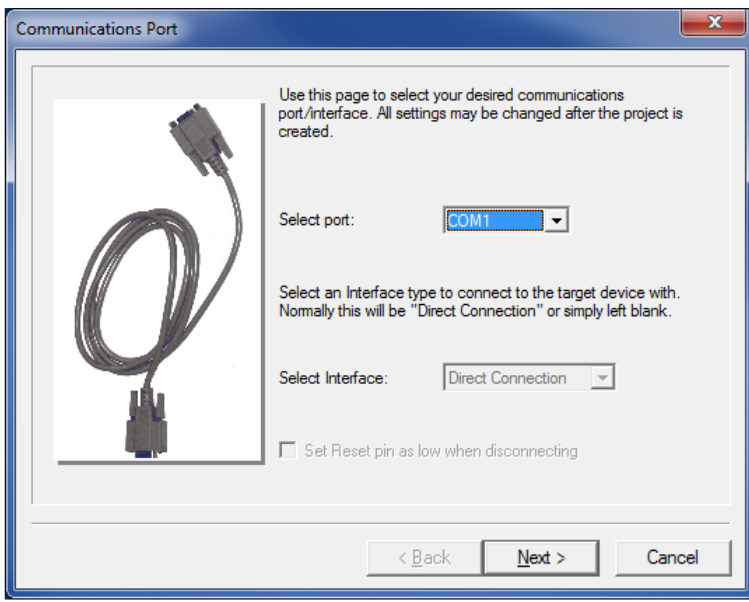 Communications Port
Use this page to select your desired communications
port/interface. All settings may be changed after the project is
created.
Select port:
COM1
Select an Interface type to connect to the target device with.
Normally this will be "Direct Connection" or simply left blank.
Select Interface:
Direct Connection
Set Reset pin as low when disconnecting
< Back
Next >
Cancel